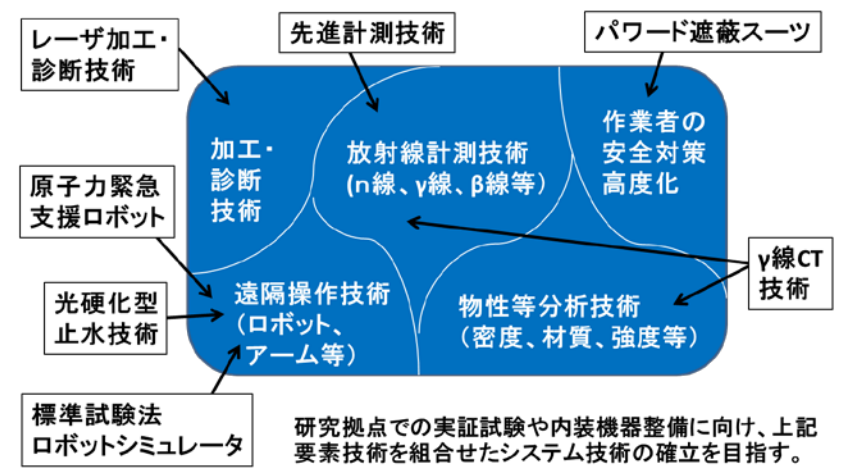 レーザ加工・
診断技術
先進計測技術
パワード遮蔽スーツ
加工・
診断
技術
放射線計測技術
(n線、γ線、β線等)
作業者の
安全対策
高度化
原子力緊急
支援ロボット
γ線CT
技術
光硬化型
止水技術
遠隔操作技術
(ロボット、
アーム等)
物性等分析技術
(密度、材質、強度等)
標準試験法
ロボットシミュレータ
研究拠点での実証試験や内装機器整備に向け、上記
要素技術を組合せたシステム技術の確立を目指す。